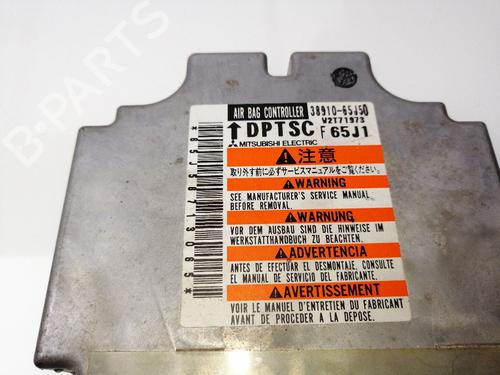 AIR BAG CONTROLLER 38910-65J50
W2T71973
↑DPTSC F 65J1
MITSUBISHI ELECTRIC
注意
取り外す前に必ずサービスマニュアルをご覧ください。
WARNING
SEE MANUFACTURER'S SERVICE MANUAL
BEFORE REMOVAL.
WARNUNG
VOR DEM AUSBAU SIND DIE HINWEISE IM
WERKSTATTHANDBUCH ZU BEACHTEN.
ADVERTENCIA
ANTES DE EFECTUAR EL DESMONTAJE, CONSULTE
EL MANUAL DE SERVICIO DEL FABRICANTE.
AVERTISSEMENT
VOIR LE MANUEL D'ENTRETIEN DU FABRICANT
AVANT DE PROCEDER A LA DEPOSE.
*65J5B713065*
B-PARTS